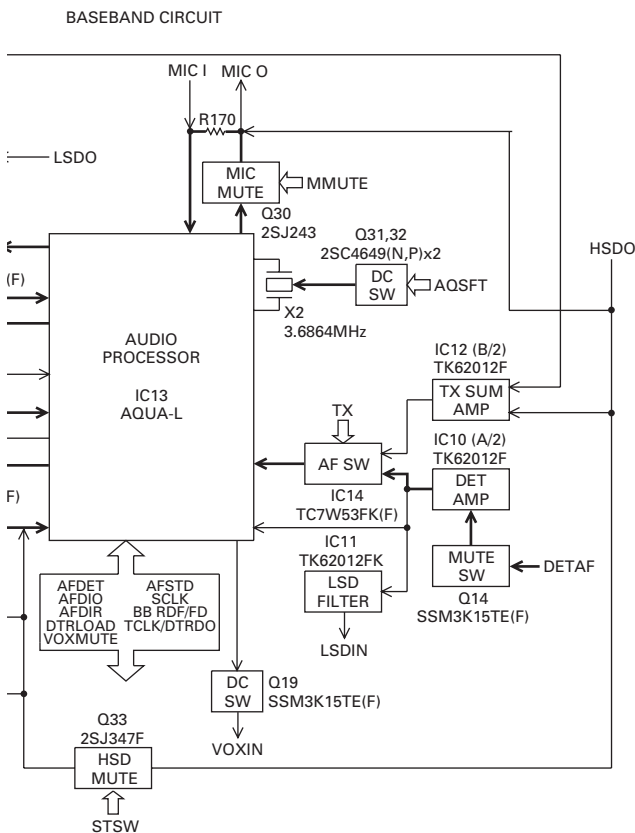 BASEBAND CIRCUIT
MIC I
MIC O
R170
LSDO
MIC
MUTE
MMUTE
Q30
2SJ243
Q31,32
2SC4649(N,P)x2
DC
SW
AQSFT
HSDO
(F)
X2
3.6864MHz
AUDIO
PROCESSOR
IC13
AQUA-L
IC12 (B/2)
TK62012F
TX SUM
AMP
TX
IC10 (A/2)
TK62012F
AF SW
DET
AMP
F)
IC14
TC7W53FK(F)
IC11
TK62012FK
LSD
FILTER
MUTE
SW
DETAF
Q14
SSM3K15TE(F)
LSDIN
AFDET
AFDIO
AFDIR
DTRLOAD
VOXMUTE
AFSTD
SCLK
BB RDF/FD
TCLK/DTRDO
DC
SW
Q19
SSM3K15TE(F)
VOXIN
Q33
2SJ347F
HSD
MUTE
STSW